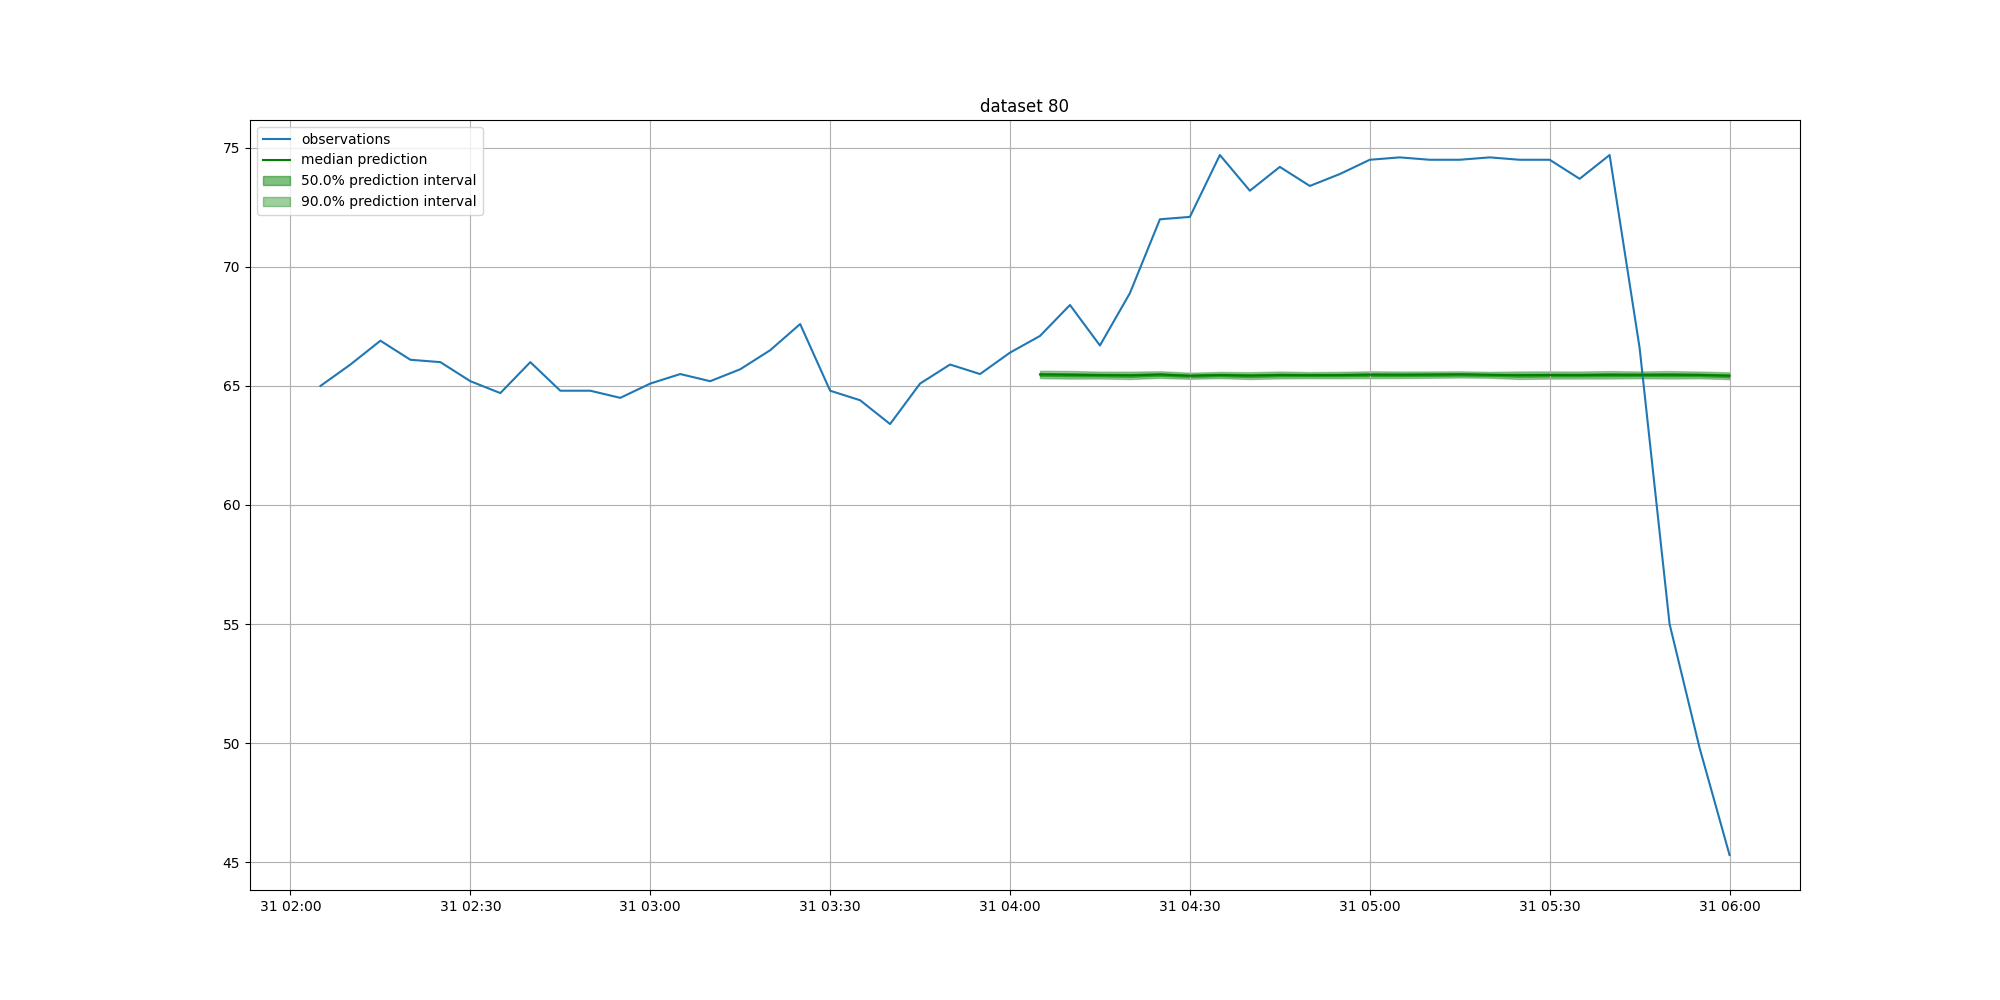 dataset 80
observations
median prediction
50.0% prediction interval
90.0% prediction interval
75
70
65
60
55
50
45
31 02:00 31 02:30 31 03:00 31 03:30 31 04:00 31 04:30 31 05:00 31 05:30 31 06:00